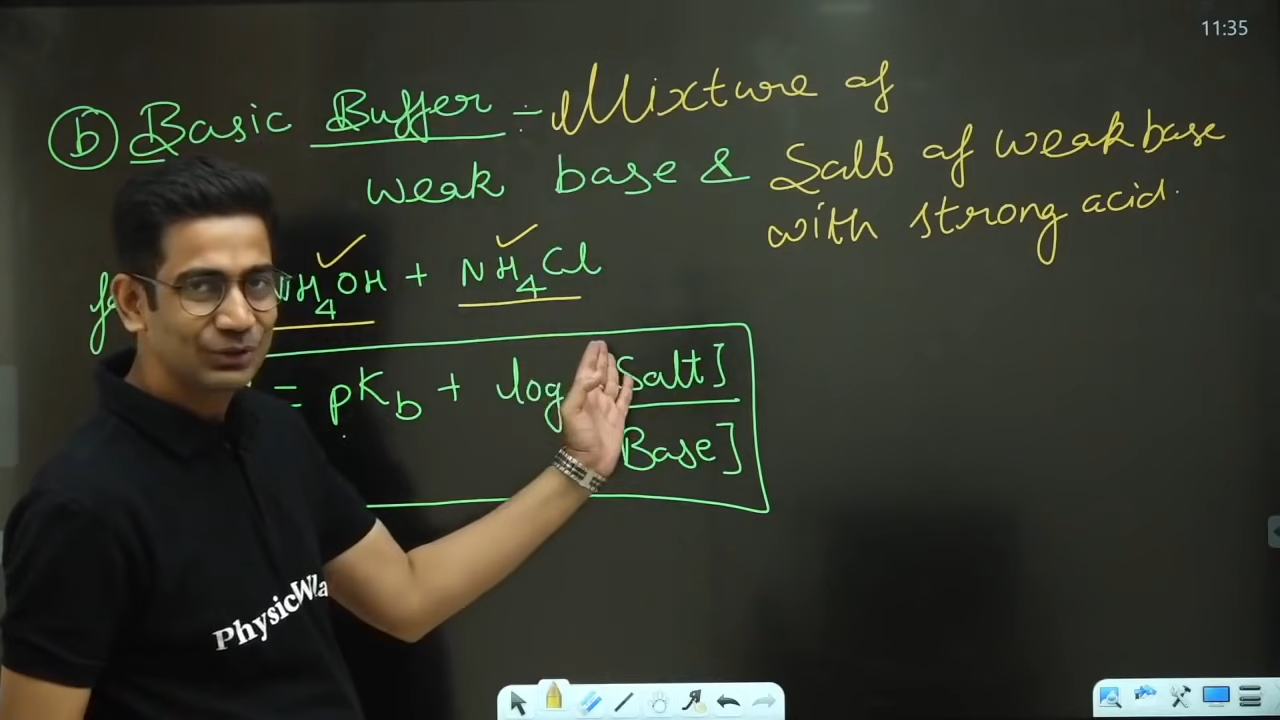 11:35
ⓑ Basic Buffer :- Mixture of
weak base & Salt of weak base
with strong acid.
NH4OH + NH4Cl
= pKb + log Salt]
Base]
PhysicWa